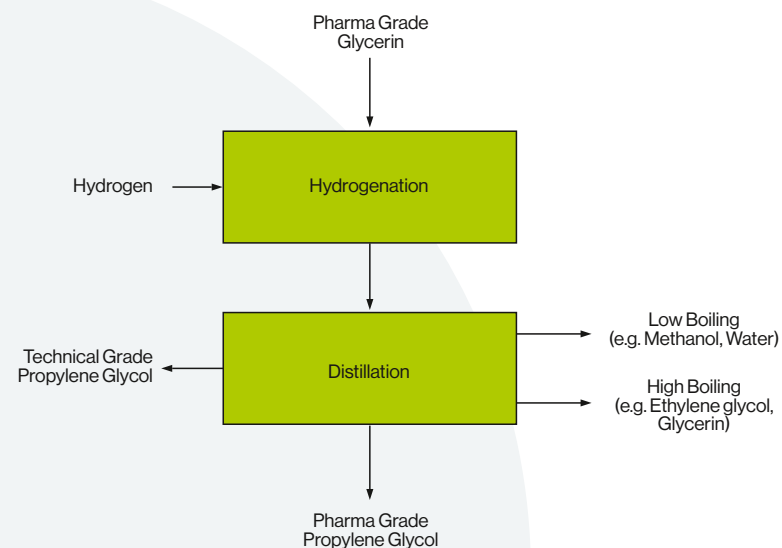 Pharma Grade
Glycerin
Hydrogen
Hydrogenation
Technical Grade
Propylene Glycol
Distillation
Low Boiling
(e.g. Methanol, Water)
High Boiling
(e.g. Ethylene glycol,
Glycerin)
Pharma Grade
Propylene Glycol